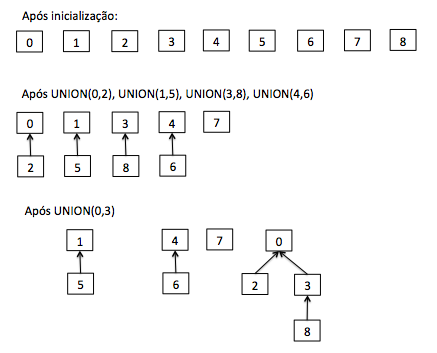 Após inicialização:
0 1 2 3 4 5 6 7 8
Após UNION(0,2), UNION(1,5), UNION(3,8), UNION(4,6)
0 1 3 4 7
2 5 8 6
Após UNION(0,3)
1 4 7 0
5 6 2 3
8